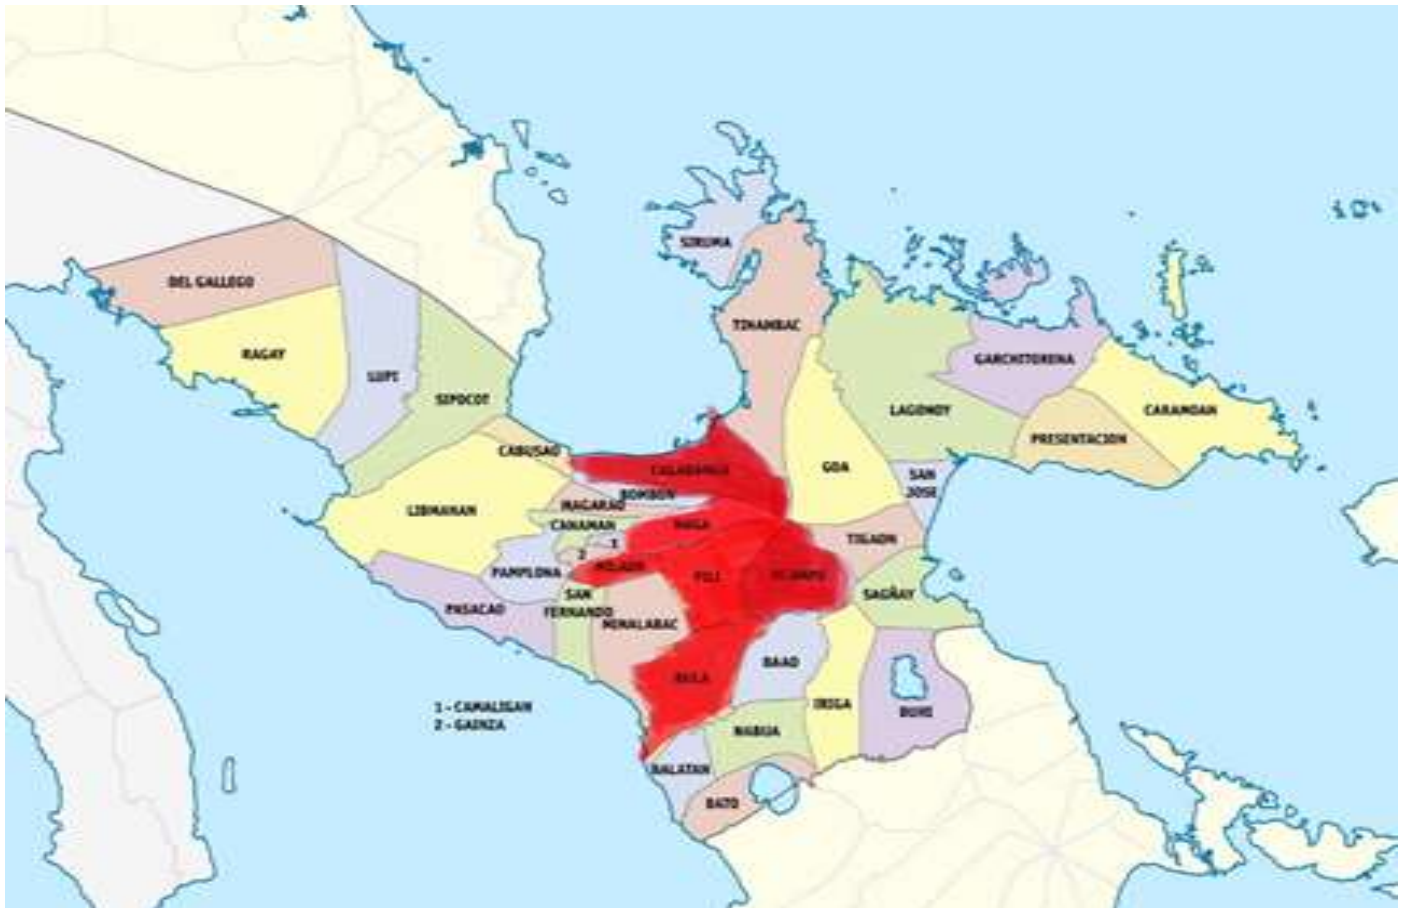 SIRUMA
DEL GALLEGO
TINAMBAC
RAGAY
GARCHITORENA
LUPI
SIPOCOT
LAGONOY
CARAMOAN
PRESENTACION
CABUSAO
CALABANGA
GOA
SAN
JOSE
BOMBON
MAGARAO
LIBMANAN
CANAMAN
NAGA
1
TIGAON
2
MILAOR
PAMPLONA
PILI
OCAMPO
SAN
FERNANDO
SAGÑAY
PASACAO
MINALABAC
BAAO
BULA
1 - CAMALIGAN
2 - GAINZA
IRIGA
BUHI
NABUA
BALATAN
BATO